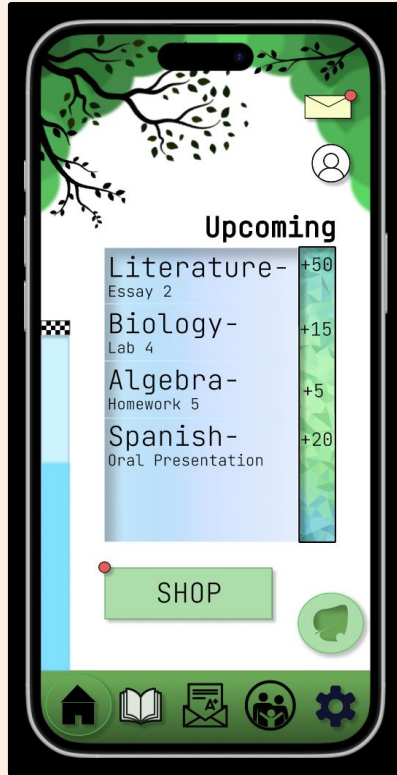 Upcoming
Literature- +50
Essay 2
Biology- +15
Lab 4
Algebra- +5
Homework 5
Spanish- +20
Oral Presentation
SHOP
A+